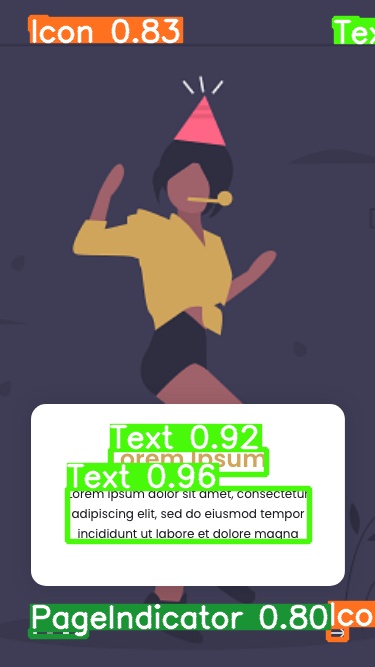 Icon 0.83
Tex
Text 0.92
Lorem Ipsum
Text 0.96
Lorem ipsum dolor sit amet, consectetur
adipiscing elit, sed do eiusmod tempor
incididunt ut labore et dolore magna
PageIndicator 0.80
Ico